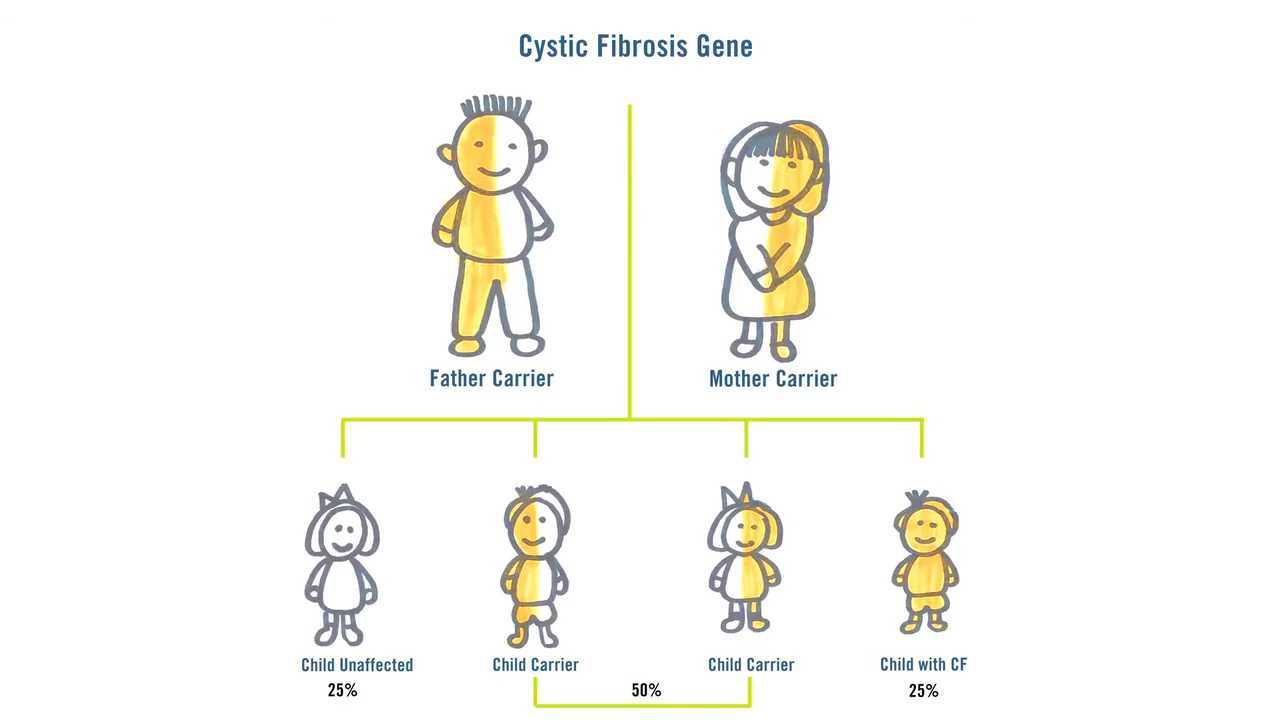 Cystic Fibrosis Gene
Father Carrier
Mother Carrier
Child Unaffected
Child Carrier
Child Carrier
Child with CF
25%
50%
25%